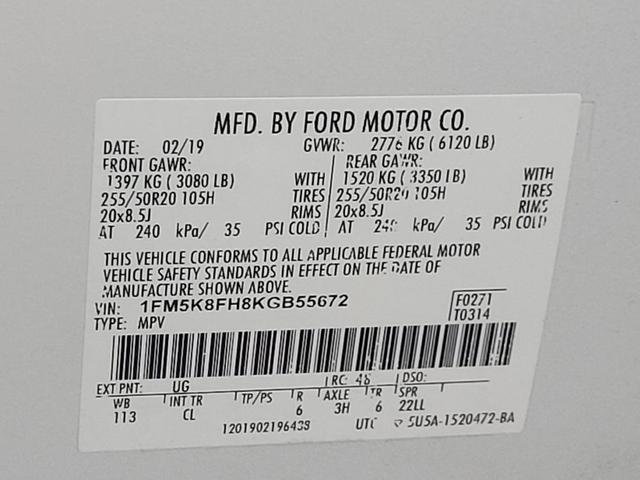 MFD. BY FORD MOTOR CO.
DATE: 02/19 GVWR: 2776 KG ( 6120 LB)
FRONT GAWR: REAR GAWR:
1397 KG ( 3080 LB) WITH 1520 KG ( 3350 LB) WITH
255/50R20 105H TIRES 255/50R20 105H TIRES
20x8.5J RIMS 20x8.5J RIMS
AT 240 kPa/ 35 PSI COLD AT kPa/ 35 PSI COLD
THIS VEHICLE CONFORMS TO ALL APPLICABLE FEDERAL MOTOR
VEHICLE SAFETY STANDARDS IN EFFECT ON THE DATE OF
MANUFACTURE SHOWN ABOVE.
VIN: 1FM5K8FH8KGB55672 F0271
TYPE: MPV T0314
EXT PNT: UG RC: 48 DSO:
WB INT TR TP/PS R AXLE TR SPR
113 CL 6 3H 6 22LL
1201902196438 5U5A-1520472-BA